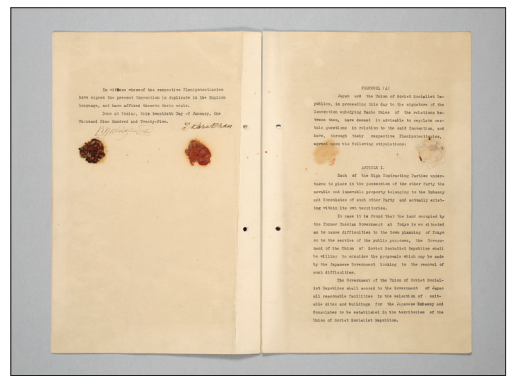 In witness whereof the respective Plenipotentiaries
have signed the present Convention in duplicate in the English
language, and have affixed thereto their seals.
Done at Peking, this twentieth Day of January, One
Thousand Nine Hundred and Twenty-five.
L Karakhan
PROTOCOL (A)
Japan and the Union of Soviet Socialist Re-
publics, in proceeding this day to the signature of the
Convention embodying Basic Rules of the relations be-
tween them, have deemed it advisable to regulate cer-
tain questions in relation to the said Convention, and
have, through their respective Plenipotentiaries,
agreed upon the following stipulations:
ARTICLE I.
Each of the High Contracting Parties under-
takes to place in the possession of the other Party the
movable and immovable property belonging to the Embassy
and Consulates of such other Party and actually exist-
ing within its own territories.
In case it is found that the land occupied by
the former Russian Government at Tokyo is so situated
as to cause difficulties to the town planning of Tokyo
or to the service of the public purposes, the Govern-
ment of the Union of Soviet Socialist Republics shall
be willing to consider the proposals which may be made
by the Japanese Government looking to the removal of
such difficulties.
The Government of the Union of Soviet Social-
ist Republics shall accord to the Government of Japan
all reasonable facilities in the selection of suit-
able sites and buildings for the Japanese Embassy and
Consulates to be established in the territories of the
Union of Soviet Socialist Republics.